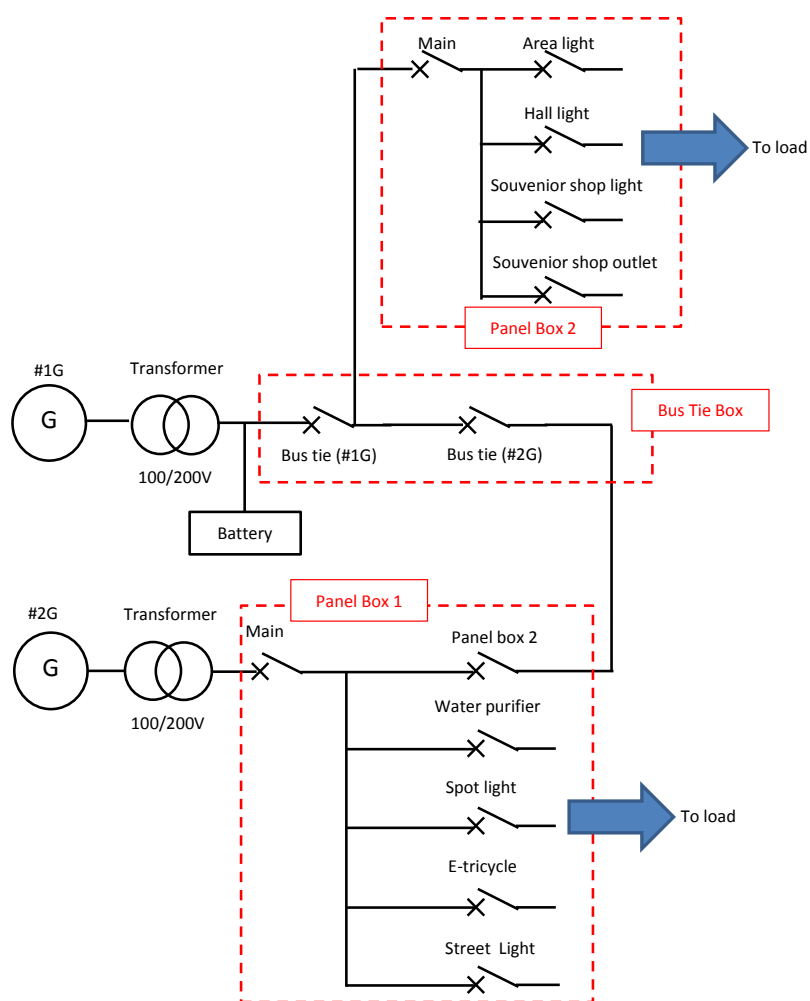 Main
Area light
Hall light
To load
Souvenior shop light
Souvenior shop outlet
Panel Box 2
#1G
Transformer
G
100/200V
Bus tie (#1G)
Bus tie (#2G)
Bus Tie Box
Battery
Panel Box 1
#2G
Transformer
Main
Panel box 2
G
100/200V
Water purifier
Spot light
To load
E-tricycle
Street Light